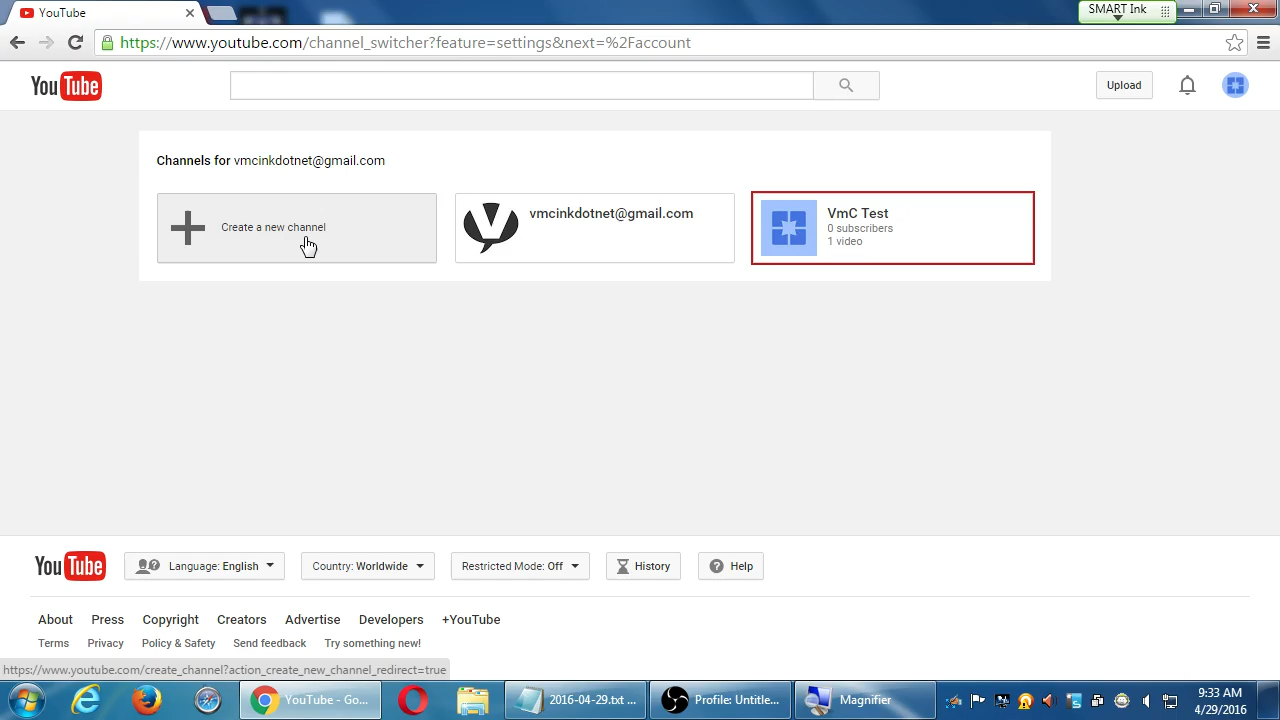 YouTube
SMART Ink
https://www.youtube.com/channel_switcher?feature=settings&next=%2Faccount
YouTube
Upload
Channels for vmcinkdotnet@gmail.com
Create a new channel
vmcinkdotnet@gmail.com
VmC Test
0 subscribers
1 video
YouTube
Language: English
Country: Worldwide
Restricted Mode: Off
History
Help
About Press Copyright Creators Advertise Developers +YouTube
Terms Privacy Policy & Safety Send feedback Try something new!
https://www.youtube.com/create_channel?action_create_new_channel_redirect=true
YouTube - Go...
2016-04-29.txt ...
Profile: Untitle...
Magnifier
9:33 AM
4/29/2016